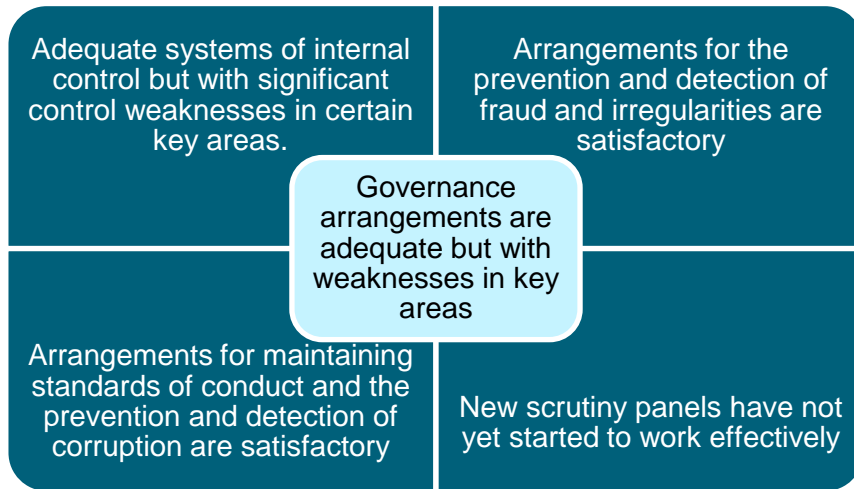 Adequate systems of internal
control but with significant
control weaknesses in certain
key areas.
Arrangements for the
prevention and detection of
fraud and irregularities are
satisfactory
Governance
arrangements are
adequate but with
weaknesses in key
areas
Arrangements for maintaining
standards of conduct and the
prevention and detection of
corruption are satisfactory
New scrutiny panels have not
yet started to work effectively